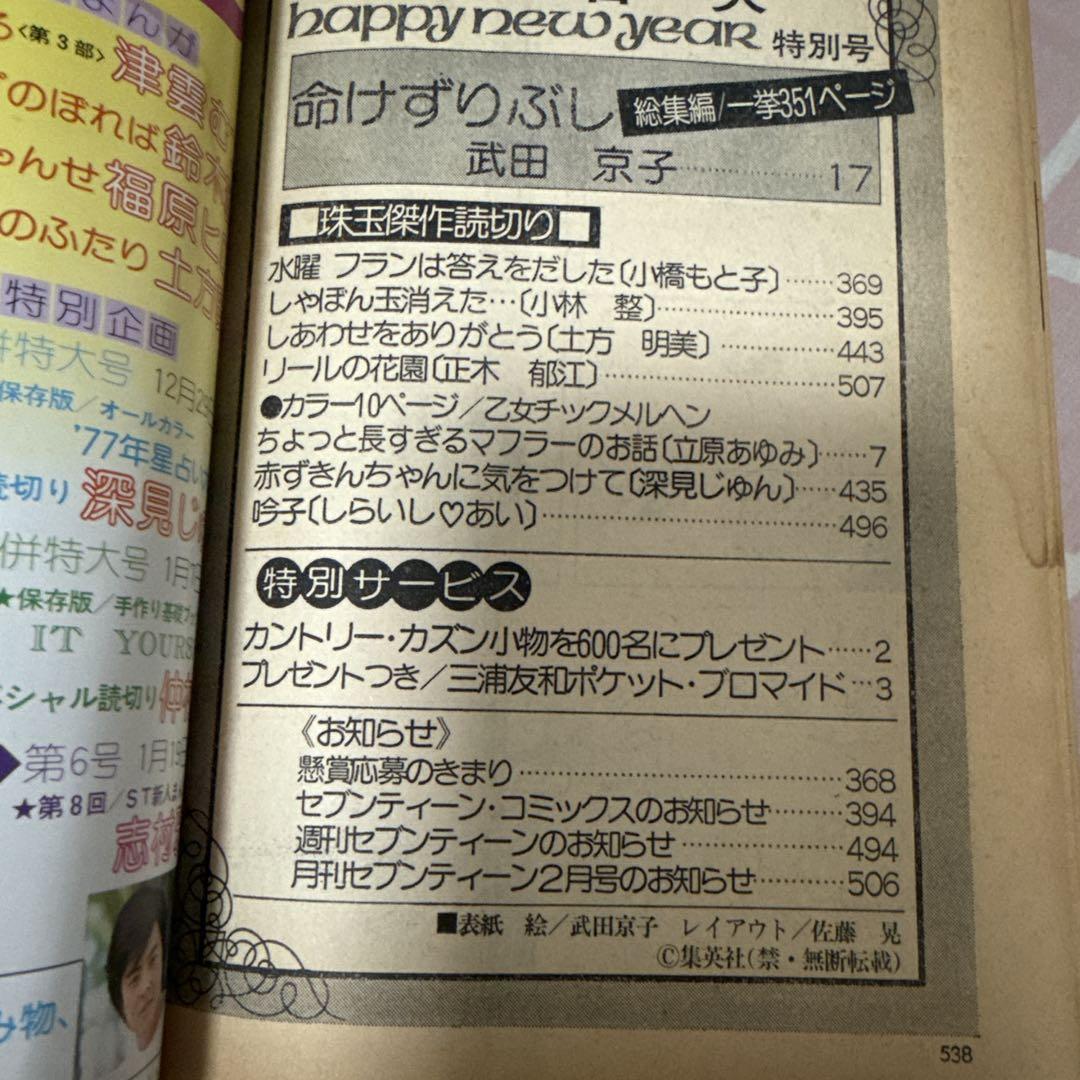 まんが
〈第3部〉津雲む
のぼれば鈴木
ゃんせ福原ヒ
のふたり土方
特別企画
併特大号 12月2
保存版/オールカラー
'77年星占い
読切り 深見じゅ
併特大号 1月
★保存版/手作り基礎
IT YOURS
ペシャル読切り
第6号 1月19
★第8回/ST新人ま
志村
み物、
happy new year 特別号
命けずりぶし 総集編/一挙351ページ
武田 京子 17
■珠玉傑作読切り■
水曜 フランは答えをだした〔小橋もと子〕……369
しゃぼん玉消えた…〔小林 整〕……395
しあわせをありがとう〔土方 明美〕……443
リールの花園〔正木 郁江〕……507
●カラー10ページ/乙女チックメルヘン
ちょっと長すぎるマフラーのお話〔立原あゆみ〕……7
赤ずきんちゃんに気をつけて〔深見じゅん〕……435
吟子〔しらいし♡あい〕……496
特別サービス
カントリー・カズン小物を600名にプレゼント……2
プレゼントつき/三浦友和ポケット・ブロマイド…3
《お知らせ》
懸賞応募のきまり……368
セブンティーン・コミックスのお知らせ……394
週刊セブンティーンのお知らせ……494
月刊セブンティーン2月号のお知らせ……506
■表紙 絵/武田京子 レイアウト/佐藤 晃
©集英社(禁・無断転載)
538